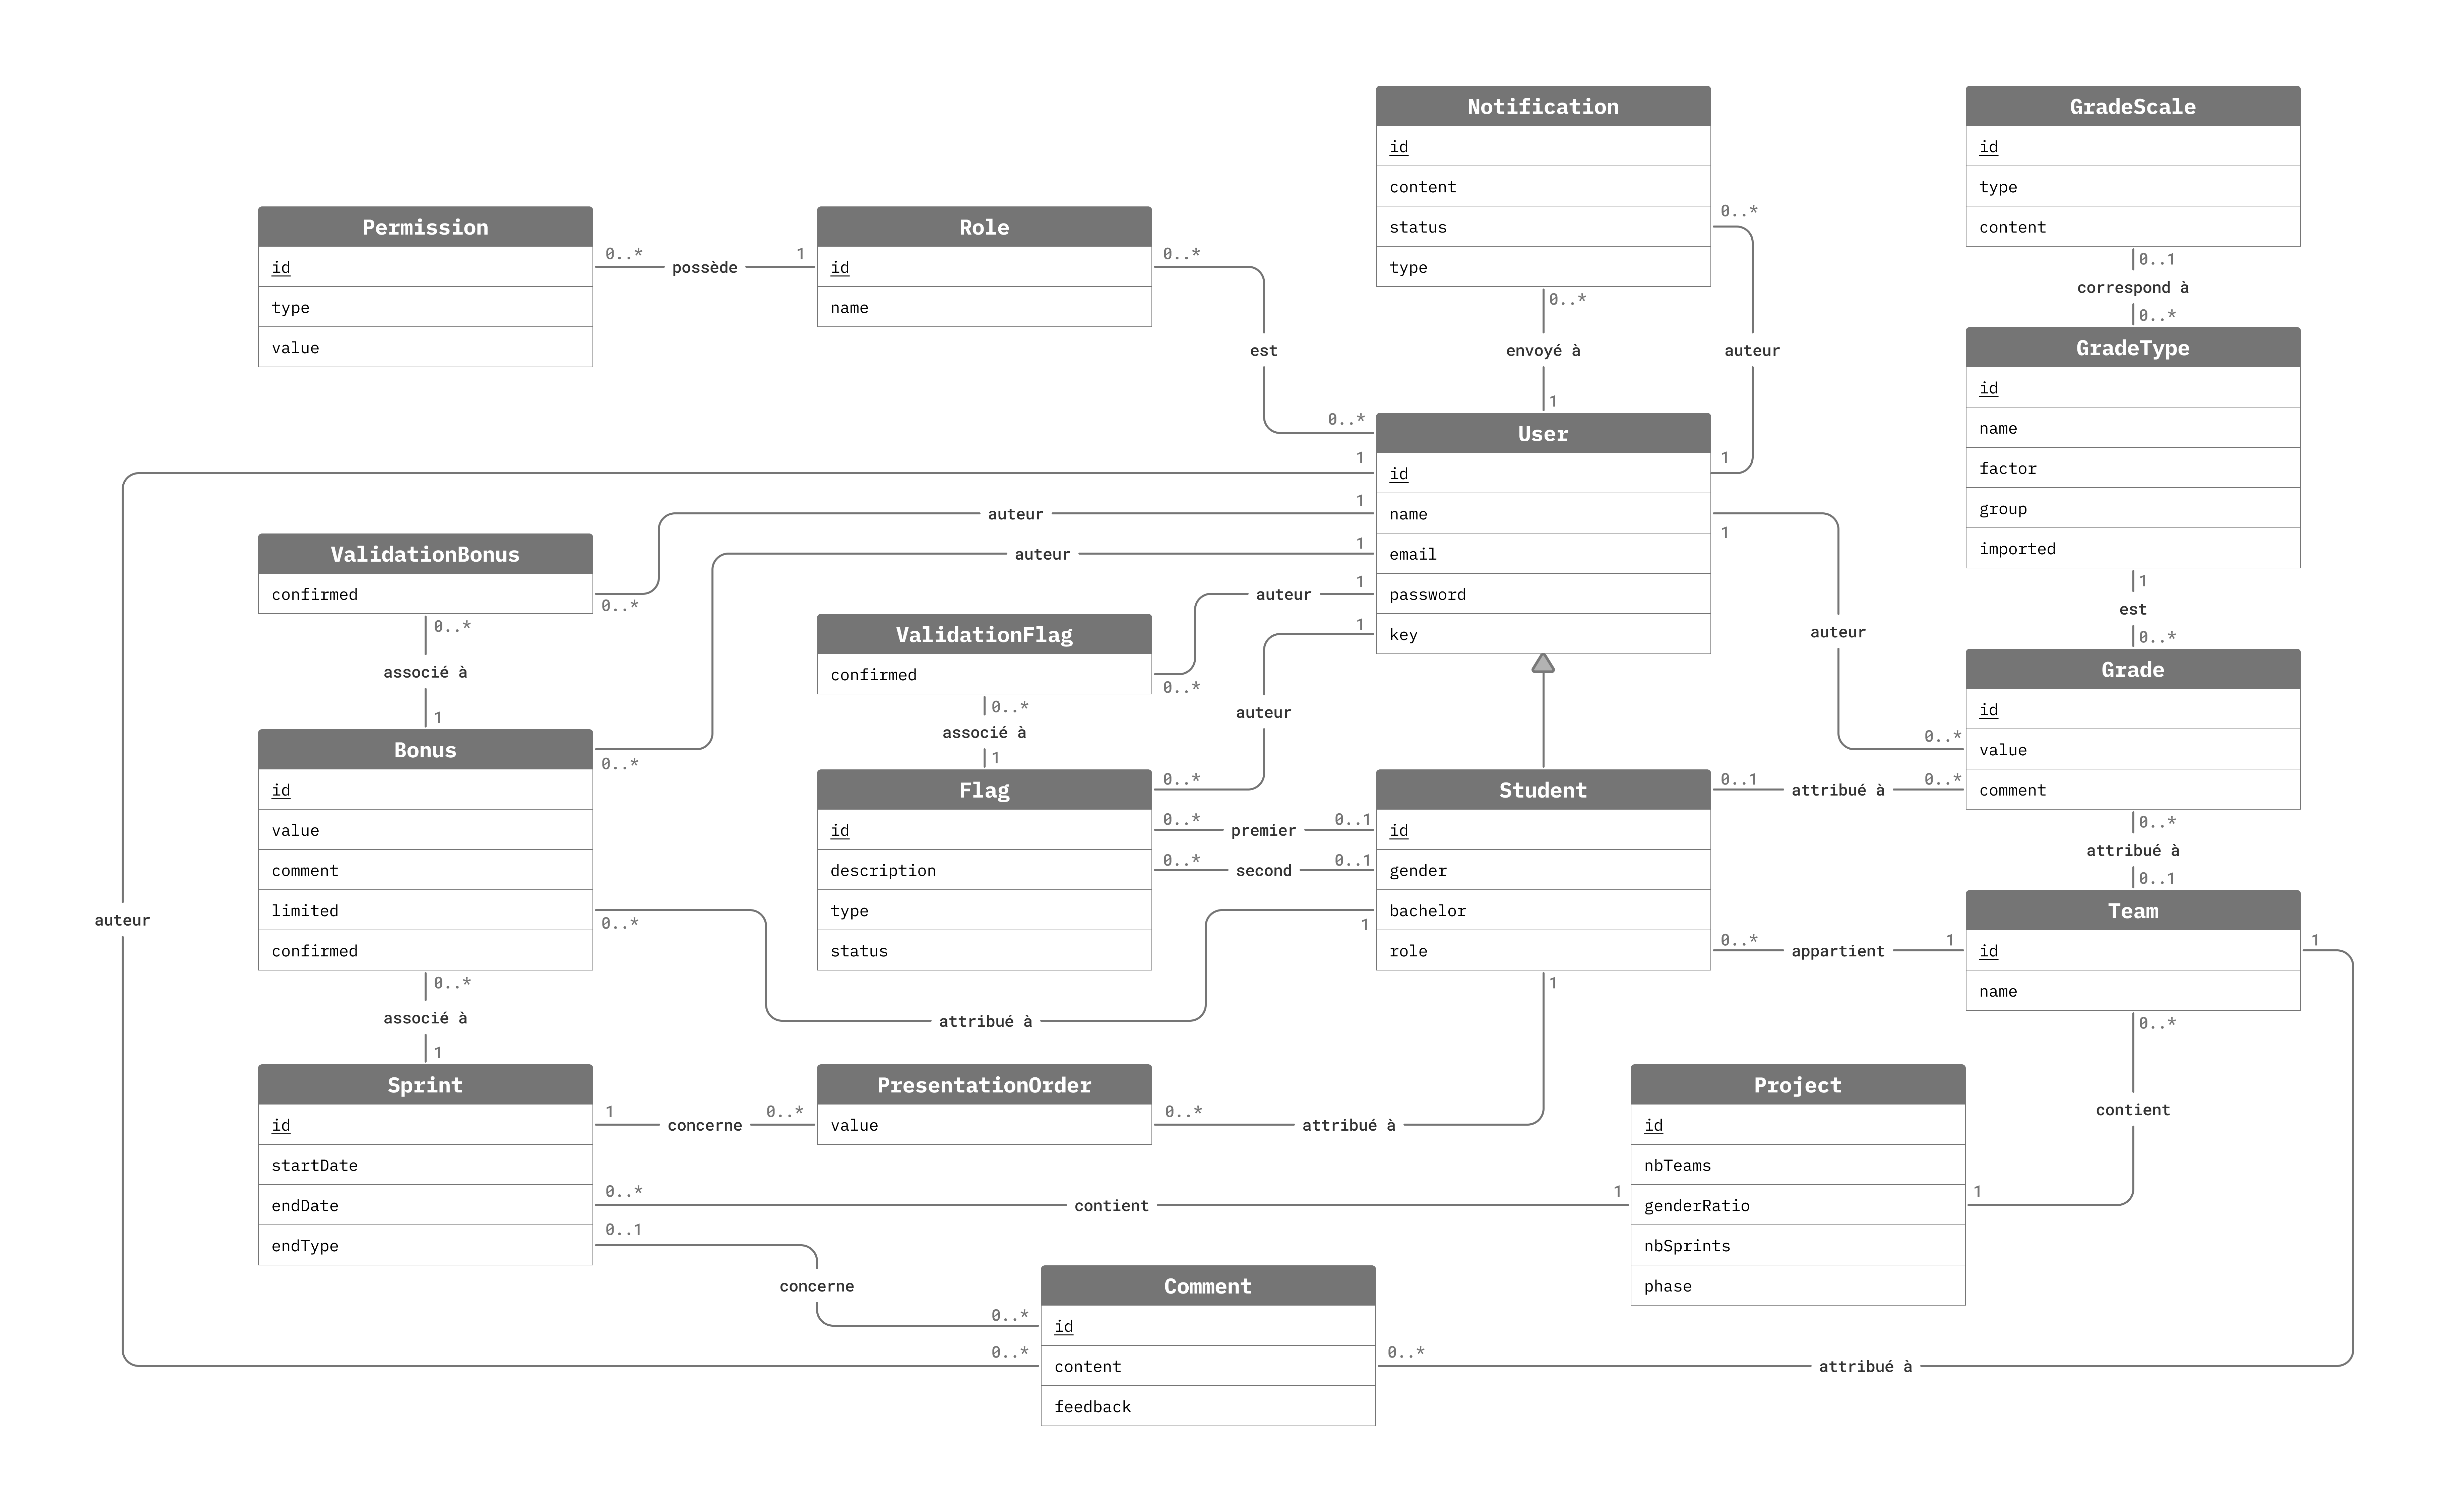 Notification
id
content
status
type
GradeScale
id
type
content
Permission
id
type
value
0..*
possède
1
Role
id
name
0..*
est
0..*
0..*
envoyé à
1
0..*
auteur
1
0..1
correspond à
0..*
GradeType
id
name
factor
group
imported
User
id
name
email
password
key
1
auteur
0..*
1
auteur
0..*
1
auteur
0..*
1
auteur
0..*
1
auteur
0..*
1
auteur
0..*
ValidationBonus
confirmed
0..*
associé à
1
ValidationFlag
confirmed
0..*
associé à
1
1
est
0..*
Grade
id
value
comment
Bonus
id
value
comment
limited
confirmed
Flag
id
description
type
status
0..*
premier
0..1
0..*
second
0..1
Student
id
gender
bachelor
role
0..1
attribué à
0..*
0..*
attribué à
0..1
Team
id
name
0..*
appartient
1
1
0..*
attribué à
1
0..*
associé à
1
Sprint
id
startDate
endDate
endType
1
concerne
0..*
PresentationOrder
value
0..*
attribué à
1
Project
id
nbTeams
genderRatio
nbSprints
phase
0..*
contient
1
0..*
contient
1
0..1
concerne
0..*
Comment
id
content
feedback
0..*
attribué à